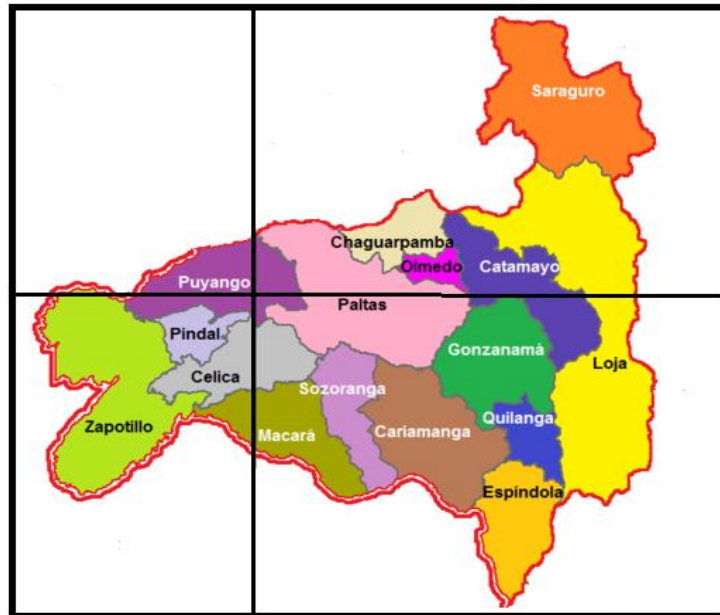 Saraguro
Chaguarpamba
Olmedo
Catamayo
Puyango
Paltas
Pindal
Gonzanamá
Loja
Celica
Sozoranga
Zapotillo
Macará
Cariamanga
Quilanga
Espíndola